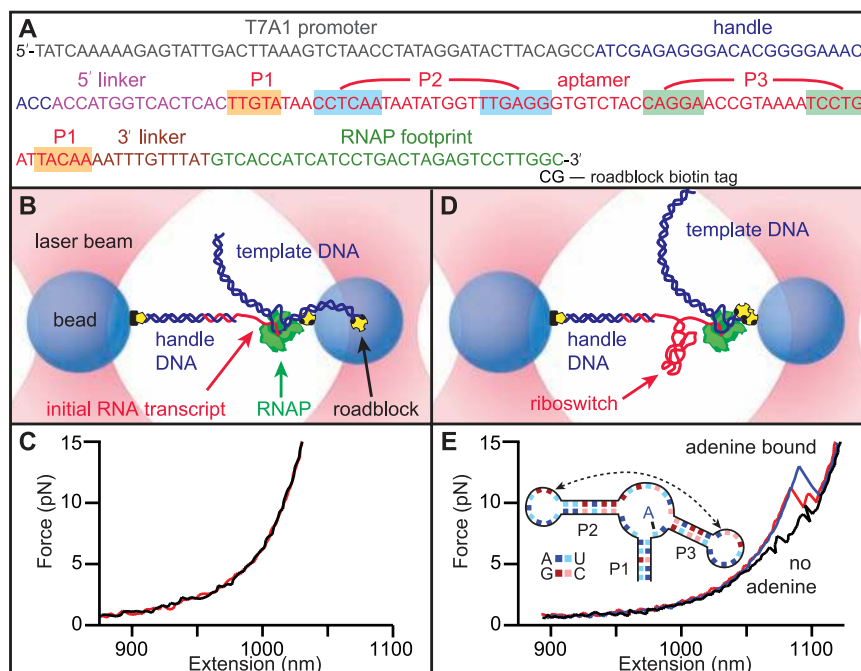 A
T7A1 promoter
5′-TATCAAAAAGAGTATTGACTTAAAGTCTAACCTATAGGATACTTACAGCCATCGAGAGGGACACGGGGAAAC
handle
5′ linker P1 P2 aptamer P3
ACCACCATGGTCACTCACTTGTATAACCTCAATAATATGGTTTGAGGGTGTCTACCAGGAACCGTAAAATCCTG
P1 3′ linker RNAP footprint
ATTACAAAATTTGTTTATGTCACCATCATCCTGACTAGAGTCCTTGGC-3′
CG — roadblock biotin tag
B
laser beam
template DNA
bead
handle
DNA
initial RNA transcript
RNAP
roadblock
D
template DNA
handle
DNA
riboswitch
C
Force (pN)
15
10
5
0
900 1000 1100
Extension (nm)
E
Force (pN)
15
10
5
0
adenine bound
A
P2
P3
P1
A U
G C
no
adenine
900 1000 1100
Extension (nm)